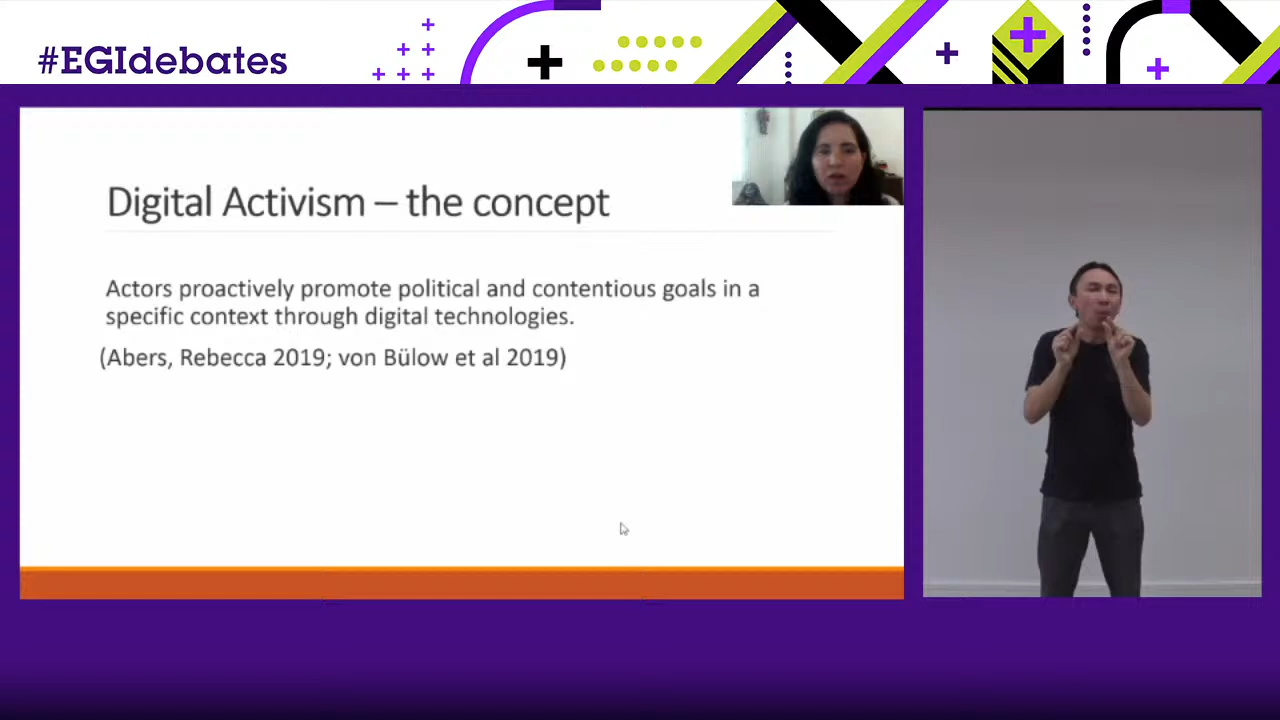 #EGIdebates
Digital Activism – the concept
Actors proactively promote political and contentious goals in a
specific context through digital technologies.
(Abers, Rebecca 2019; von Bülow et al 2019)